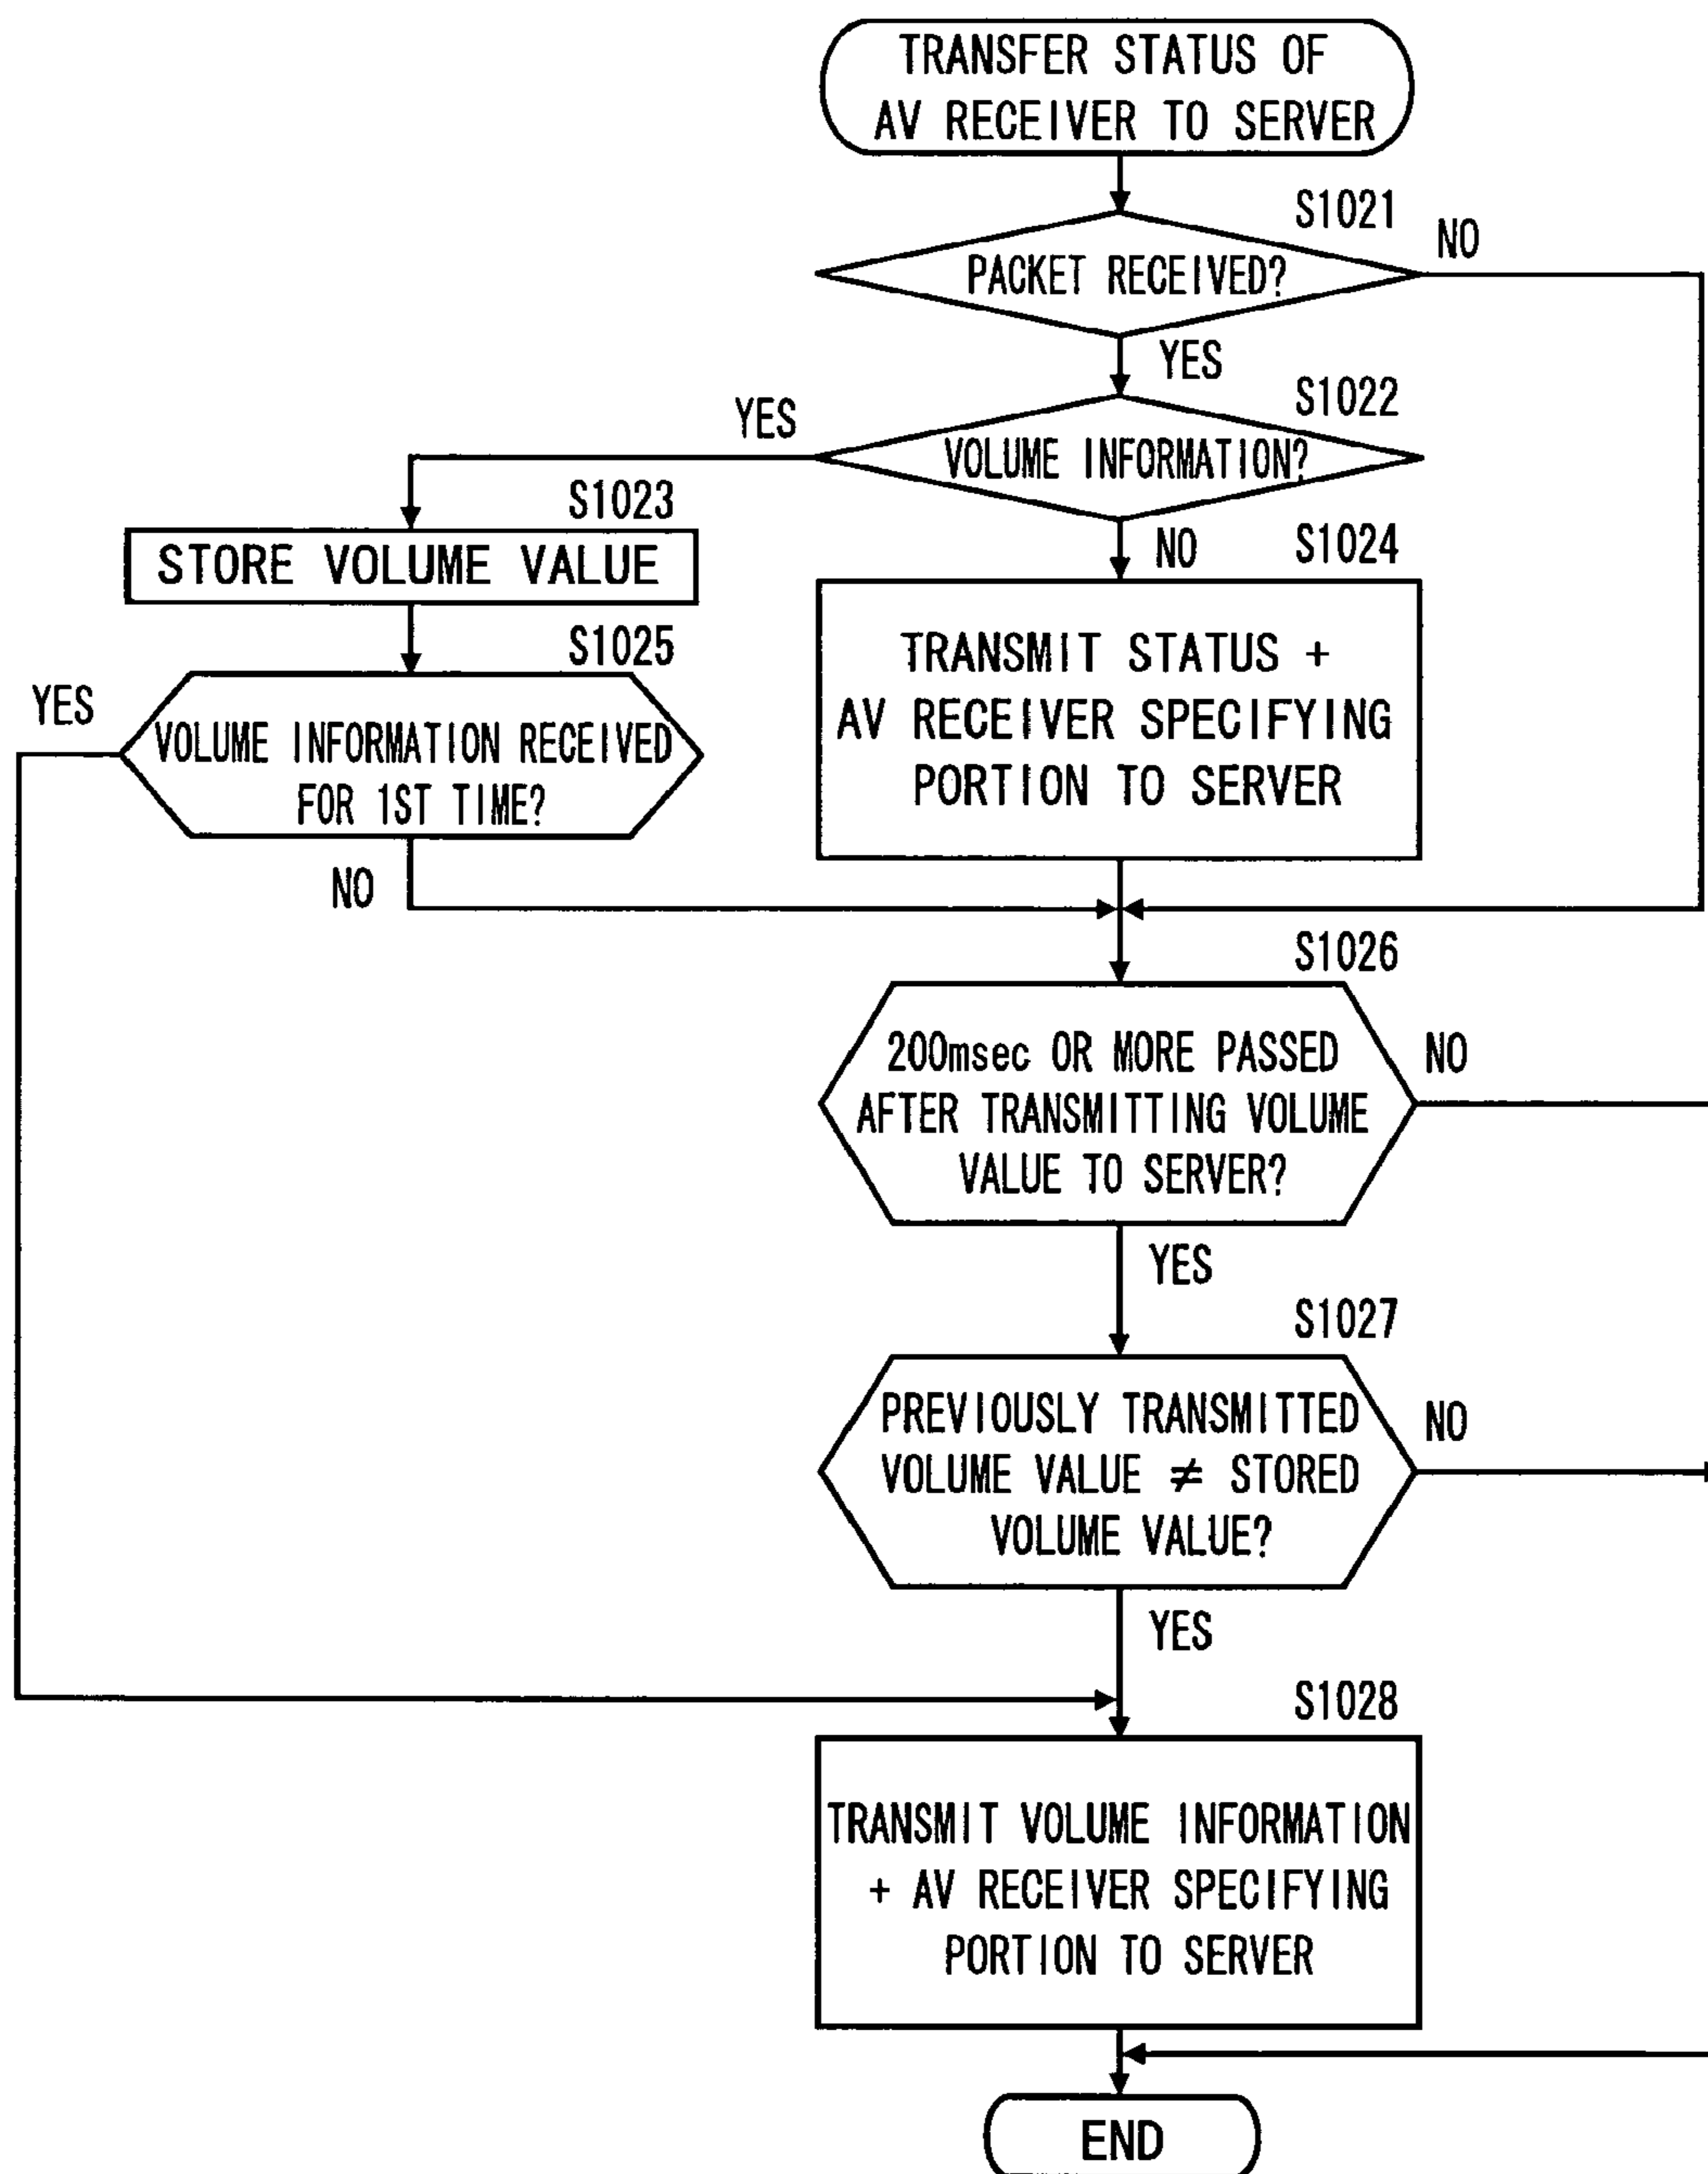 TRANSFER STATUS OF
AV RECEIVER TO SERVER
S1021
NO
PACKET RECEIVED?
YES
S1022
YES
VOLUME INFORMATION?
S1023
NO
S1024
STORE VOLUME VALUE
S1025
TRANSMIT STATUS +
AV RECEIVER SPECIFYING
PORTION TO SERVER
YES
VOLUME INFORMATION RECEIVED
FOR 1ST TIME?
NO
S1026
200msec OR MORE PASSED
AFTER TRANSMITTING VOLUME
VALUE TO SERVER?
NO
YES
S1027
PREVIOUSLY TRANSMITTED
VOLUME VALUE ≠ STORED
VOLUME VALUE?
NO
YES
S1028
TRANSMIT VOLUME INFORMATION
+ AV RECEIVER SPECIFYING
PORTION TO SERVER
END